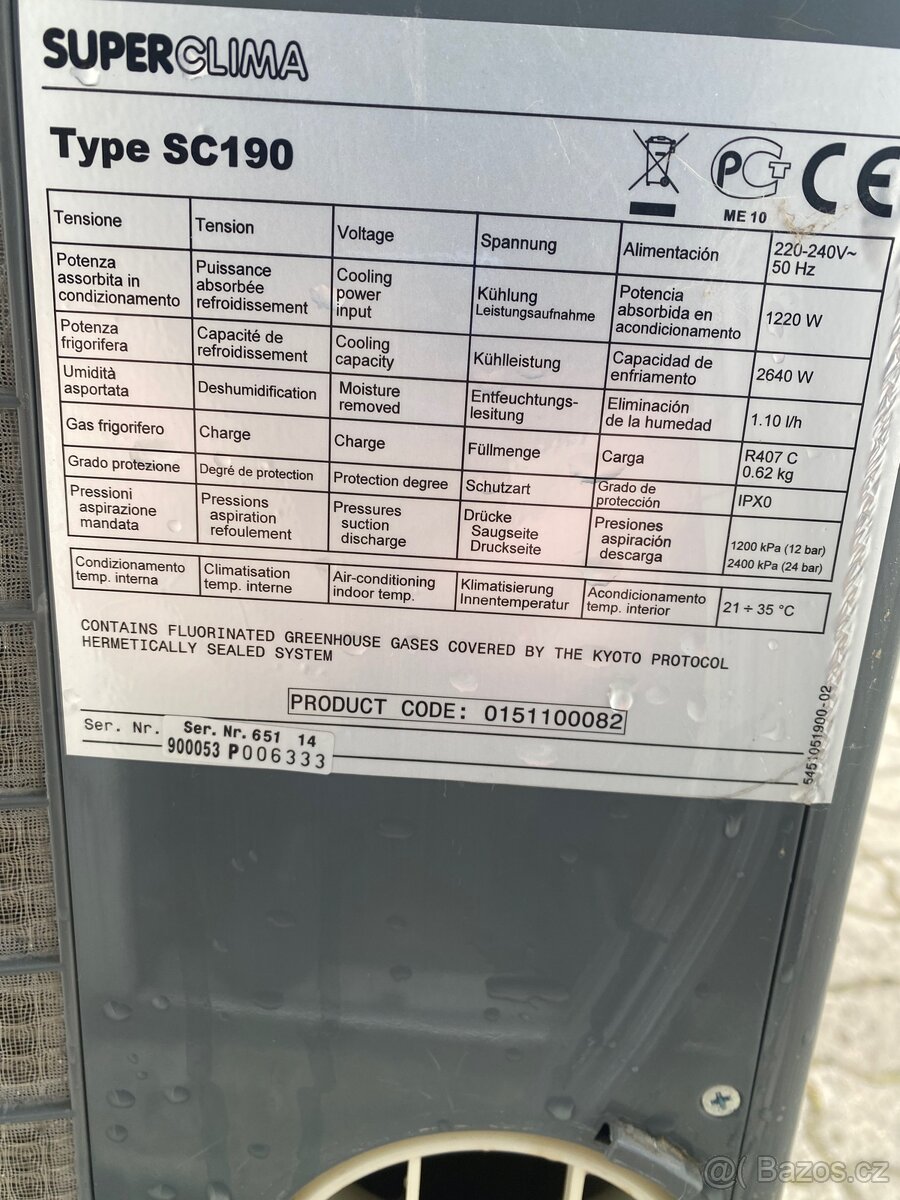 SUPERCLIMA
Type SC190
PCT
CE
ME 10
Tensione Tension Voltage Spannung Alimentación 220-240V~
50 Hz
Potenza
assorbita in
condizionamento
Puissance
absorbée
refroidissement
Cooling
power
input
Kühlung
Leistungsaufnahme
Potencia
absorbida en
acondicionamento
1220 W
Potenza
frigorifera
Capacité de
refroidissement
Cooling
capacity
Kühlleistung
Capacidad de
enfriamento
2640 W
Umidità
asportata
Deshumidification
Moisture
removed
Entfeuchtungs-
lesitung
Eliminación
de la humedad
1.10 l/h
Gas frigorifero
Charge
Charge
Füllmenge
Carga
R407 C
0.62 kg
Grado protezione
Degré de protection
Protection degree
Schutzart
Grado de
protección
IPX0
Pressioni
aspirazione
mandata
Pressions
aspiration
refoulement
Pressures
suction
discharge
Drücke
Saugseite
Druckseite
Presiones
aspiración
descarga
1200 kPa (12 bar)
2400 kPa (24 bar)
Condizionamento
temp. interna
Climatisation
temp. interne
Air-conditioning
indoor temp.
Klimatisierung
Innentemperatur
Acondicionamento
temp. interior
21 ÷ 35 °C
CONTAINS FLUORINATED GREENHOUSE GASES COVERED BY THE KYOTO PROTOCOL
HERMETICALLY SEALED SYSTEM
PRODUCT CODE: 0151100082
Ser. Nr.
Ser. Nr. 651 14
900053 P006333
5451051900-02
@( Bazos.cz